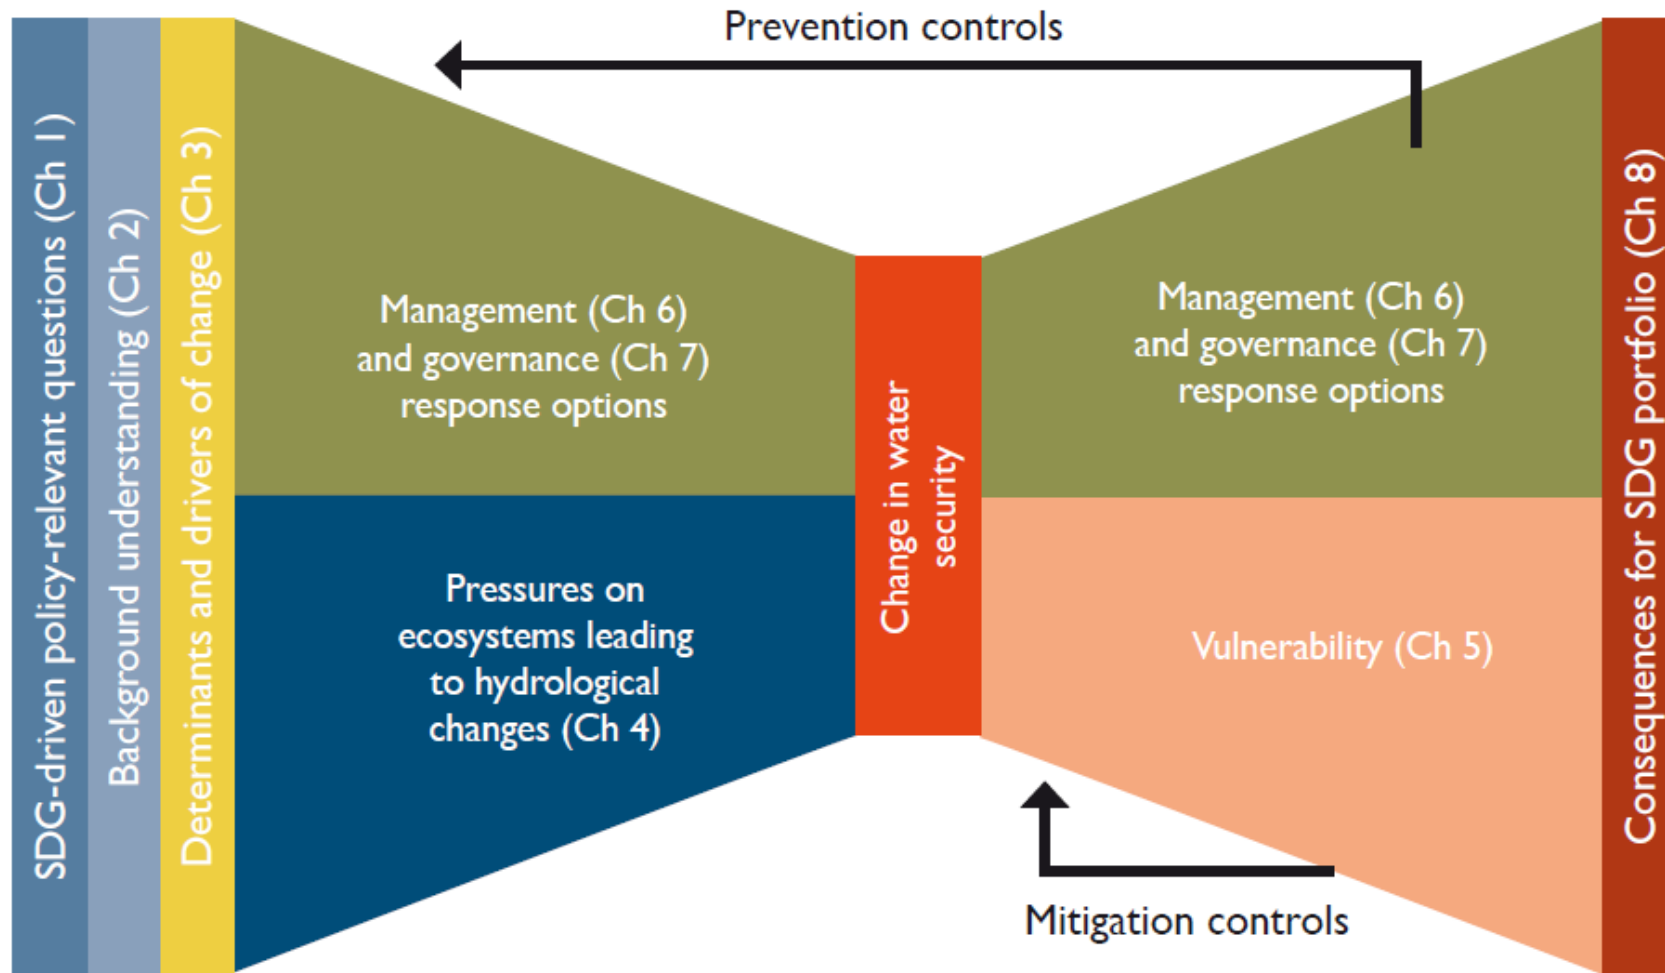 Prevention controls
SDG-driven policy-relevant questions (Ch 1)
Background understanding (Ch 2)
Determinants and drivers of change (Ch 3)
Management (Ch 6)
and governance (Ch 7)
response options
Pressures on
ecosystems leading
to hydrological
changes (Ch 4)
Change in water
security
Management (Ch 6)
and governance (Ch 7)
response options
Vulnerability (Ch 5)
Consequences for SDG portfolio (Ch 8)
Mitigation controls